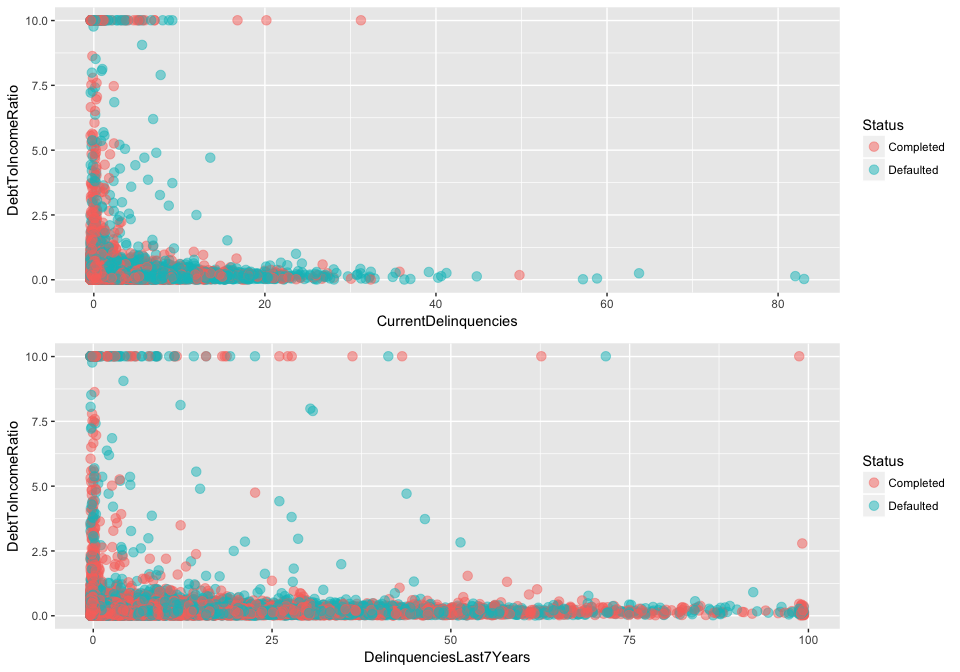 10.0
7.5
5.0
2.5
0.0
DebtToIncomeRatio
0
20
40
60
80
CurrentDelinquencies
Status
Completed
Defaulted
10.0
7.5
5.0
2.5
0.0
DebtToIncomeRatio
0
25
50
75
100
DelinquenciesLast7Years
Status
Completed
Defaulted